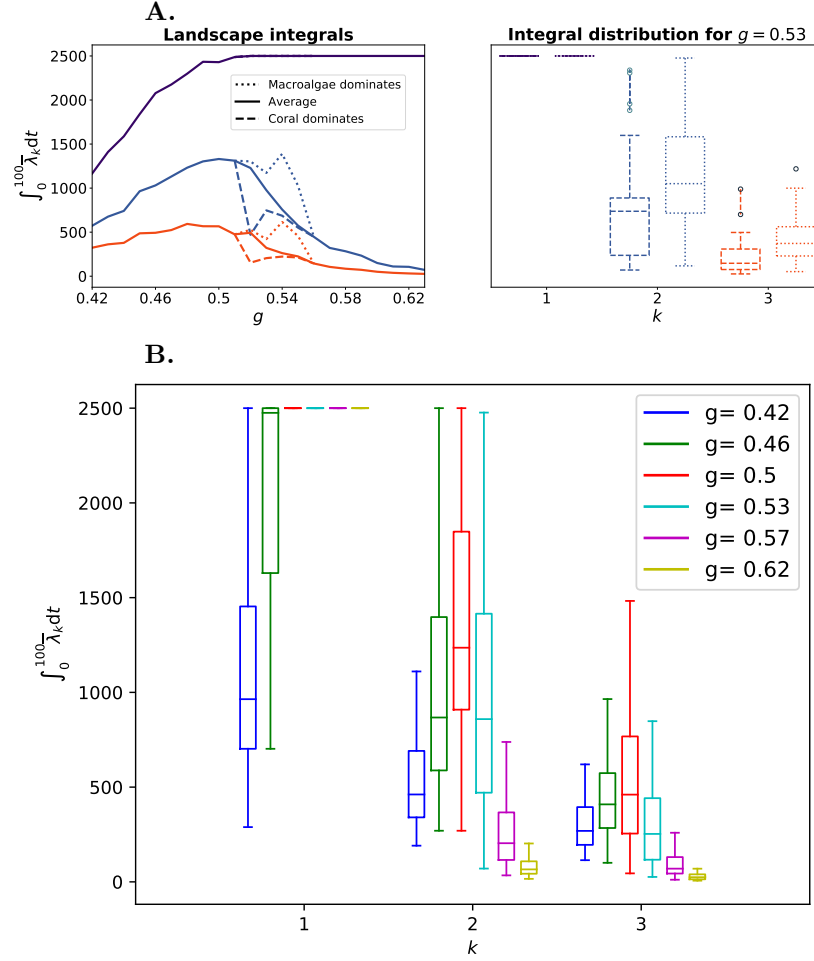 A.
Landscape integrals
Integral distribution for g = 0.53
2500
2000
1500
1000
500
0
∫₀¹⁰⁰ λ̅ₖdt
Macroalgae dominates
Average
Coral dominates
0.42 0.46 0.5 0.54 0.58 0.62
g
1 2 3
k
B.
2500
2000
1500
1000
500
0
∫₀¹⁰⁰ λ̅ₖdt
g= 0.42
g= 0.46
g= 0.5
g= 0.53
g= 0.57
g= 0.62
1 2 3
k